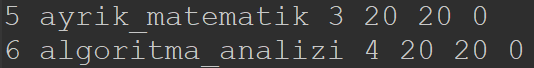 5 ayrik_matematik 3 20 20 0
6 algoritma_analizi 4 20 20 0